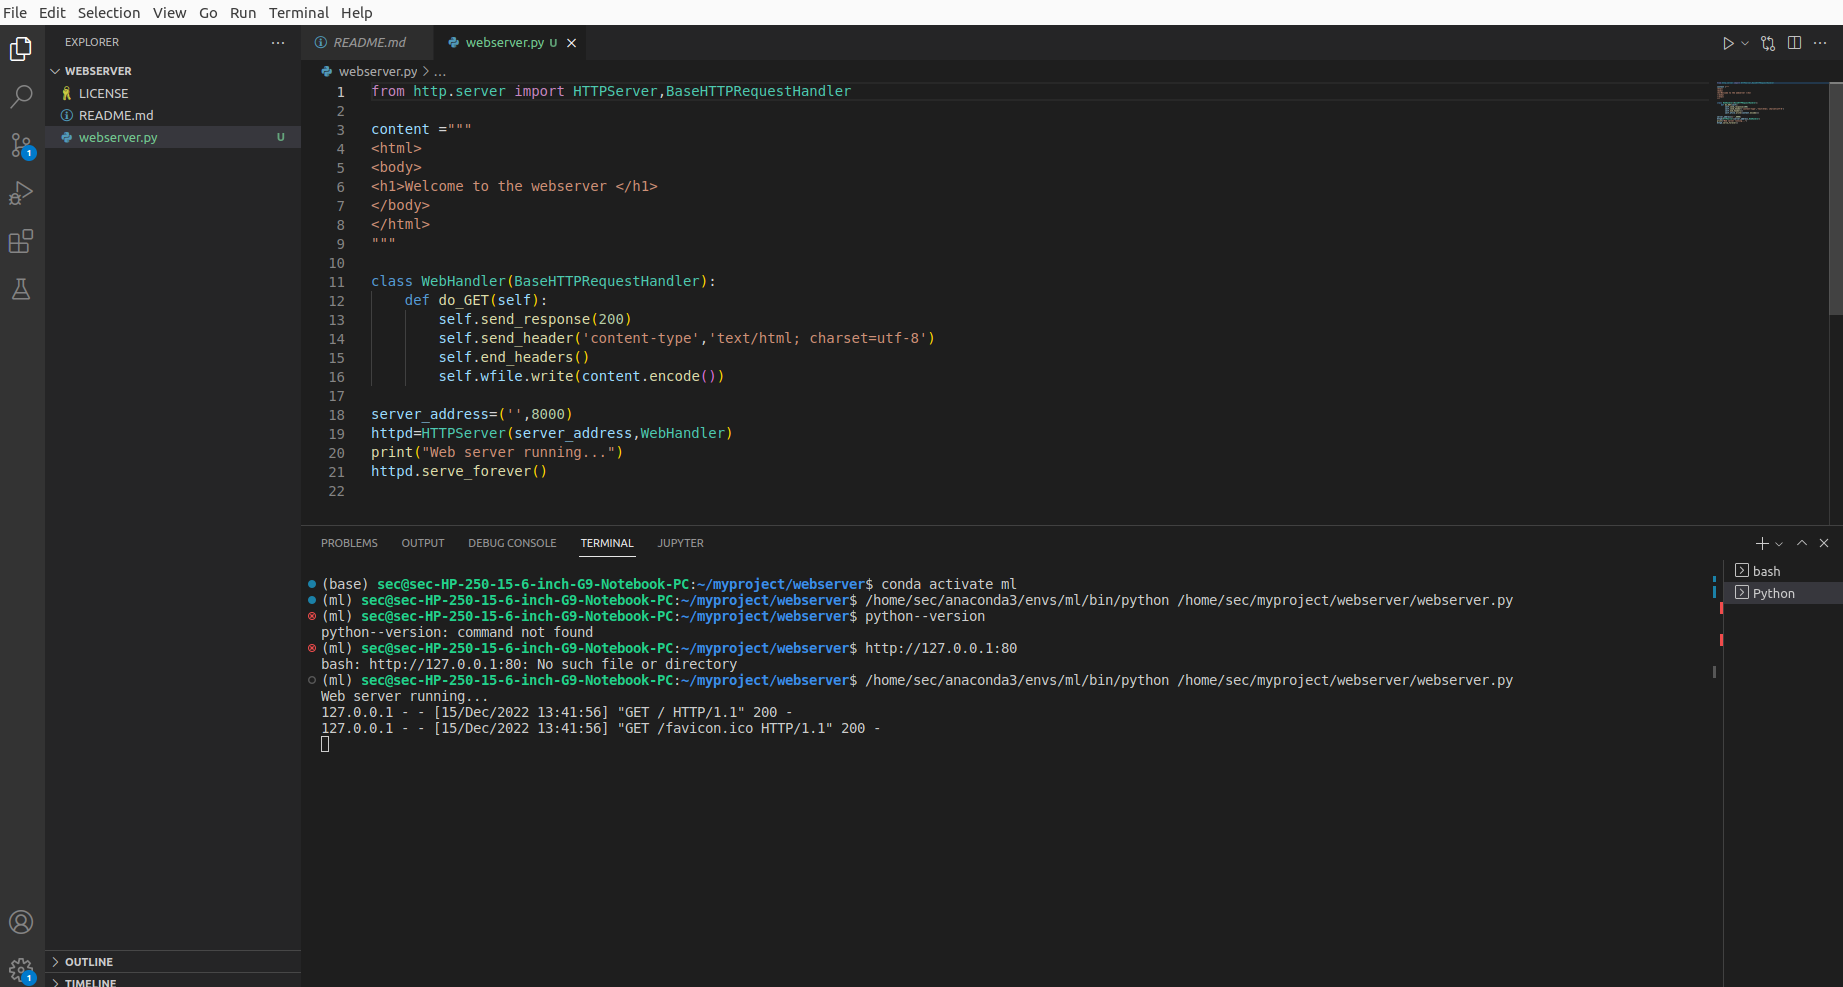 File Edit Selection View Go Run Terminal Help
EXPLORER
WEBSERVER
LICENSE
README.md
webserver.py U
OUTLINE
TIMELINE
1
1
README.md webserver.py U
webserver.py > ...
1 from http.server import HTTPServer,BaseHTTPRequestHandler
2
3 content ="""
4 <html>
5 <body>
6 <h1>Welcome to the webserver </h1>
7 </body>
8 </html>
9 """
10
11 class WebHandler(BaseHTTPRequestHandler):
12     def do_GET(self):
13         self.send_response(200)
14         self.send_header('content-type','text/html; charset=utf-8')
15         self.end_headers()
16         self.wfile.write(content.encode())
17
18 server_address=('',8000)
19 httpd=HTTPServer(server_address,WebHandler)
20 print("Web server running...")
21 httpd.serve_forever()
22
PROBLEMS OUTPUT DEBUG CONSOLE TERMINAL JUPYTER
(base) sec@sec-HP-250-15-6-inch-G9-Notebook-PC:~/myproject/webserver$ conda activate ml
(ml) sec@sec-HP-250-15-6-inch-G9-Notebook-PC:~/myproject/webserver$ /home/sec/anaconda3/envs/ml/bin/python /home/sec/myproject/webserver/webserver.py
(ml) sec@sec-HP-250-15-6-inch-G9-Notebook-PC:~/myproject/webserver$ python--version
python--version: command not found
(ml) sec@sec-HP-250-15-6-inch-G9-Notebook-PC:~/myproject/webserver$ http://127.0.0.1:80
bash: http://127.0.0.1:80: No such file or directory
(ml) sec@sec-HP-250-15-6-inch-G9-Notebook-PC:~/myproject/webserver$ /home/sec/anaconda3/envs/ml/bin/python /home/sec/myproject/webserver/webserver.py
Web server running...
127.0.0.1 - - [15/Dec/2022 13:41:56] "GET / HTTP/1.1" 200 -
127.0.0.1 - - [15/Dec/2022 13:41:56] "GET /favicon.ico HTTP/1.1" 200 -
bash
Python